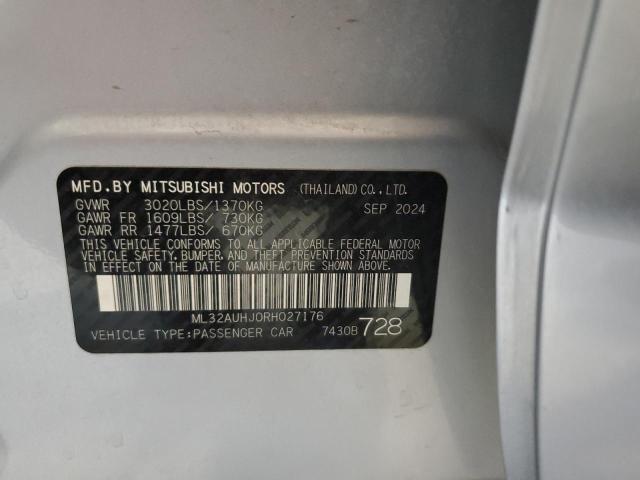 MFD.BY MITSUBISHI MOTORS (THAILAND)CO.,LTD.
GVWR 3020LBS/1370KG SEP 2024
GAWR FR 1609LBS/ 730KG
GAWR RR 1477LBS/ 670KG
THIS VEHICLE CONFORMS TO ALL APPLICABLE FEDERAL MOTOR
VEHICLE SAFETY,BUMPER,AND THEFT PREVENTION STANDARDS
IN EFFECT ON THE DATE OF MANUFACTURE SHOWN ABOVE.
ML32AUHJ0RH027176
VEHICLE TYPE:PASSENGER CAR 7430B 728